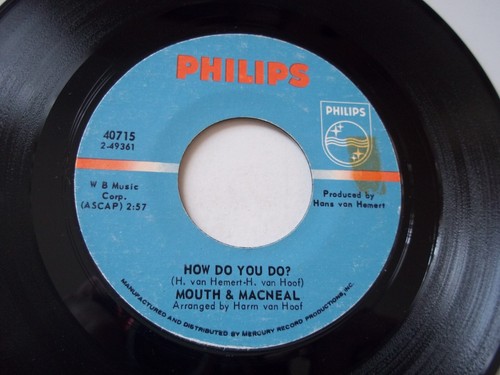 PHILIPS
PHILIPS
40715
2-49361
W B Music
Corp.
(ASCAP) 2:57
Produced by
Hans van Hemert
HOW DO YOU DO?
(H. van Hemert-H. van Hoof)
MOUTH & MACNEAL
Arranged by Harm van Hoof
MANUFACTURED AND DISTRIBUTED BY MERCURY RECORD PRODUCTIONS, INC.